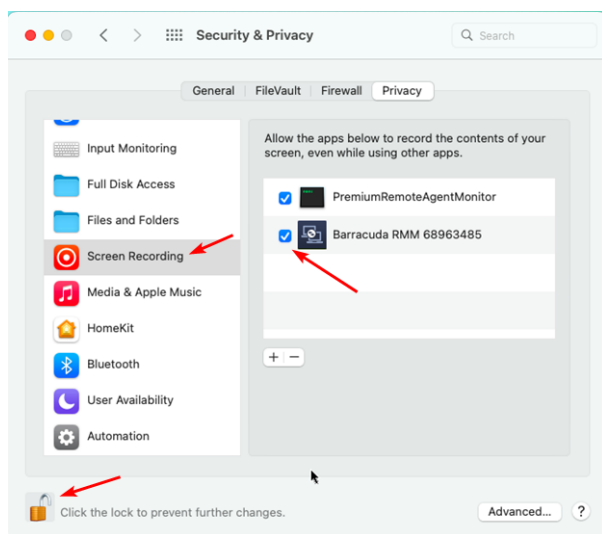 Security & Privacy
Search
General
FileVault
Firewall
Privacy
Input Monitoring
Full Disk Access
Files and Folders
Screen Recording
Media & Apple Music
HomeKit
Bluetooth
User Availability
Automation
Allow the apps below to record the contents of your
screen, even while using other apps.
PremiumRemoteAgentMonitor
Barracuda RMM 68963485
+ −
Click the lock to prevent further changes.
Advanced...
?